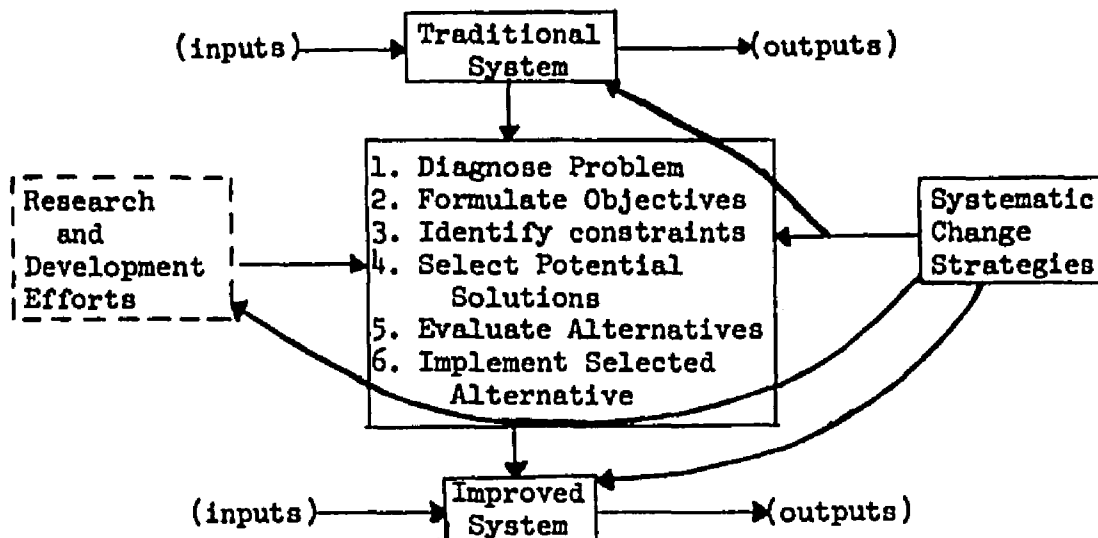 (inputs)
Traditional
System
(outputs)
Research
and
Development
Efforts
1. Diagnose Problem
2. Formulate Objectives
3. Identify constraints
4. Select Potential
Solutions
5. Evaluate Alternatives
6. Implement Selected
Alternative
Systematic
Change
Strategies
(inputs)
Improved
System
(outputs)